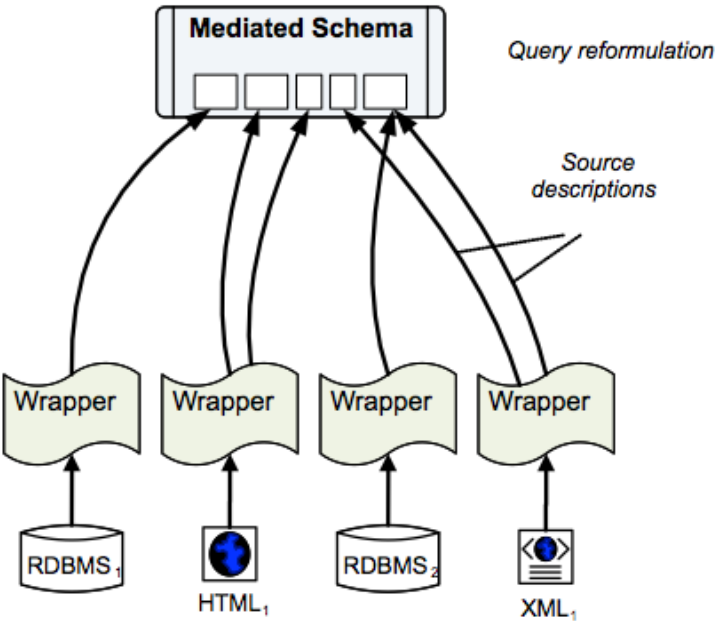 Mediated Schema
Query reformulation
Source
descriptions
Wrapper
Wrapper
Wrapper
Wrapper
RDBMS₁
HTML₁
RDBMS₂
XML₁